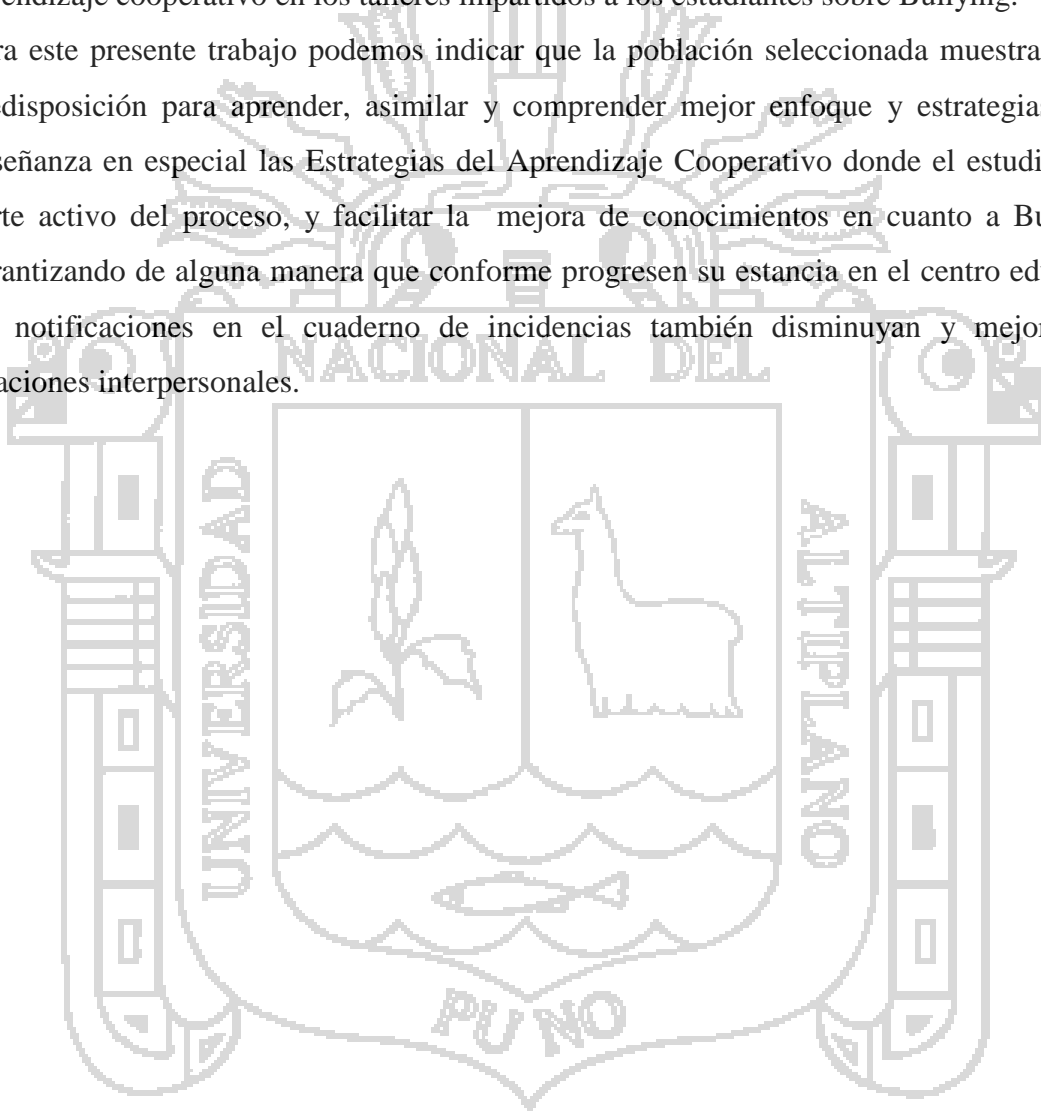 endizaje cooperativo en los talleres impartidos a los estudiantes sobre Bullying.
ra este presente trabajo podemos indicar que la población seleccionada muestra
edisposición para aprender, asimilar y comprender mejor enfoque y estrategias
señanza en especial las Estrategias del Aprendizaje Cooperativo donde el estudi
rte activo del proceso, y facilitar la mejora de conocimientos en cuanto a Bu
rantizando de alguna manera que conforme progresen su estancia en el centro ed
notificaciones en el cuaderno de incidencias también disminuyan y mejor
aciones interpersonales.
NACIONAL DEL
UNIVERSIDAD
ALTIPLANO
PUNO